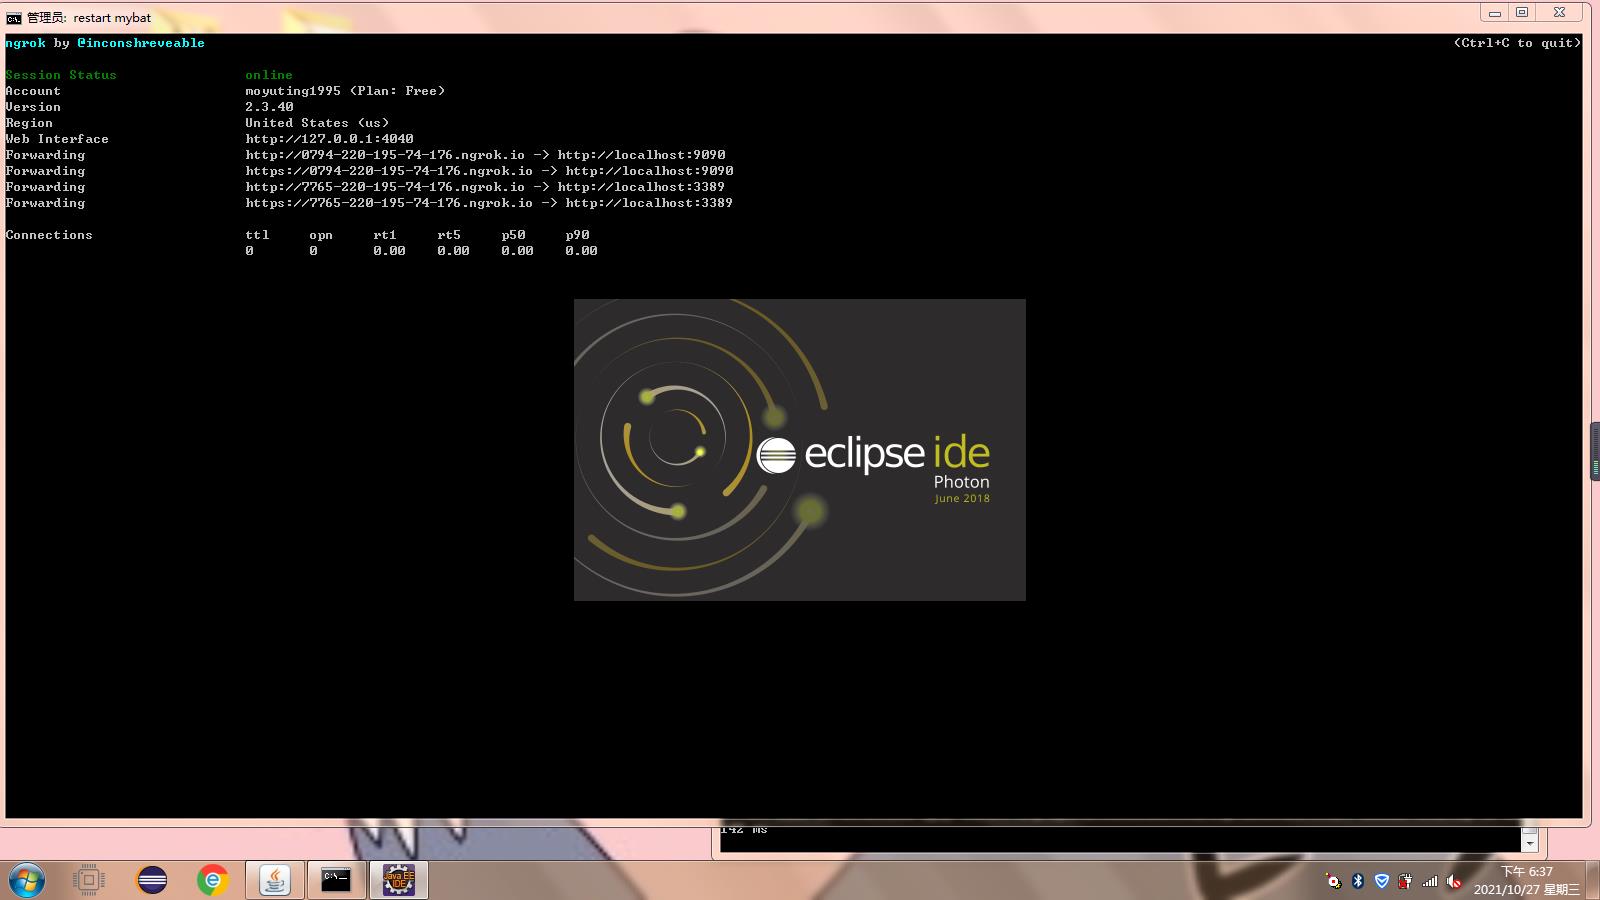 管理员: restart mybat
ngrok by @inconshreveable (Ctrl+C to quit)
Session Status online
Account moyuting1995 (Plan: Free)
Version 2.3.40
Region United States (us)
Web Interface http://127.0.0.1:4040
Forwarding http://0794-220-195-74-176.ngrok.io -> http://localhost:9090
Forwarding https://0794-220-195-74-176.ngrok.io -> http://localhost:9090
Forwarding http://7765-220-195-74-176.ngrok.io -> http://localhost:3389
Forwarding https://7765-220-195-74-176.ngrok.io -> http://localhost:3389
Connections ttl opn rt1 rt5 p50 p90
0 0 0.00 0.00 0.00 0.00
eclipse ide
Photon
June 2018
142 ms
C:\_
Java EE
IDE
下午 6:37
2021/10/27 星期三